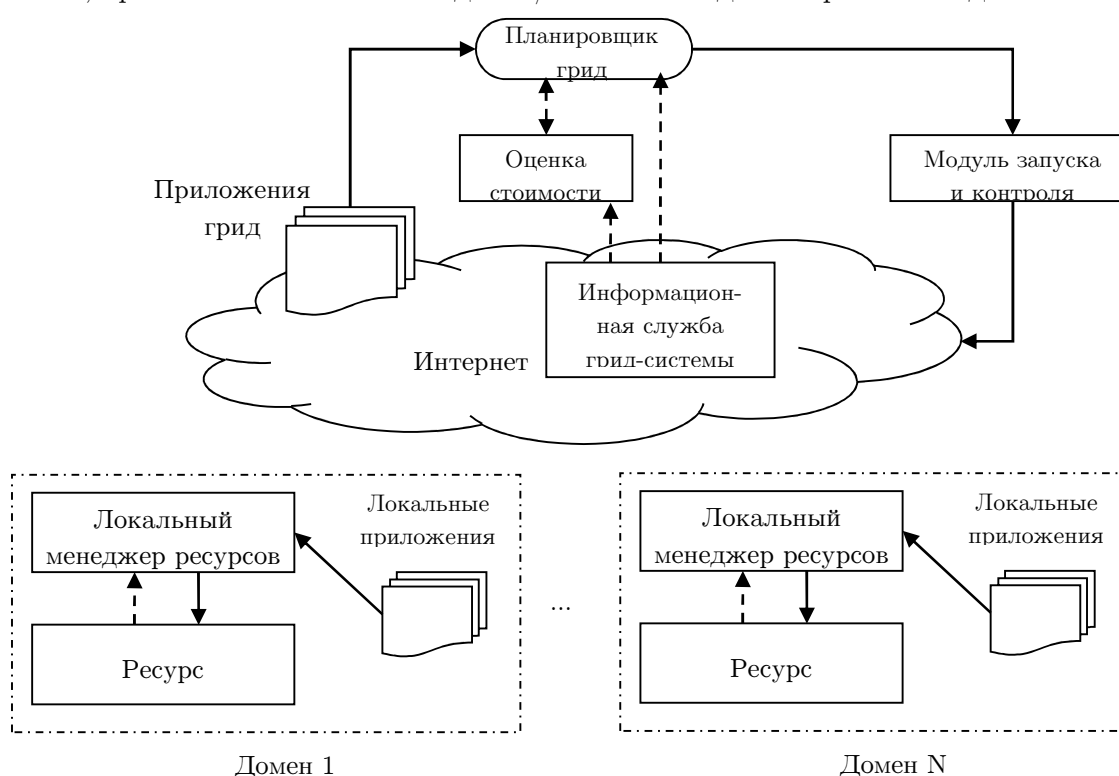 Планировщик
грид
Оценка
стоимости
Модуль запуска
и контроля
Приложения
грид
Информацион-
ная служба
грид-системы
Интернет
Локальный
менеджер ресурсов
Локальные
приложения
Ресурс
...
Локальный
менеджер ресурсов
Локальные
приложения
Ресурс
Домен 1
Домен N